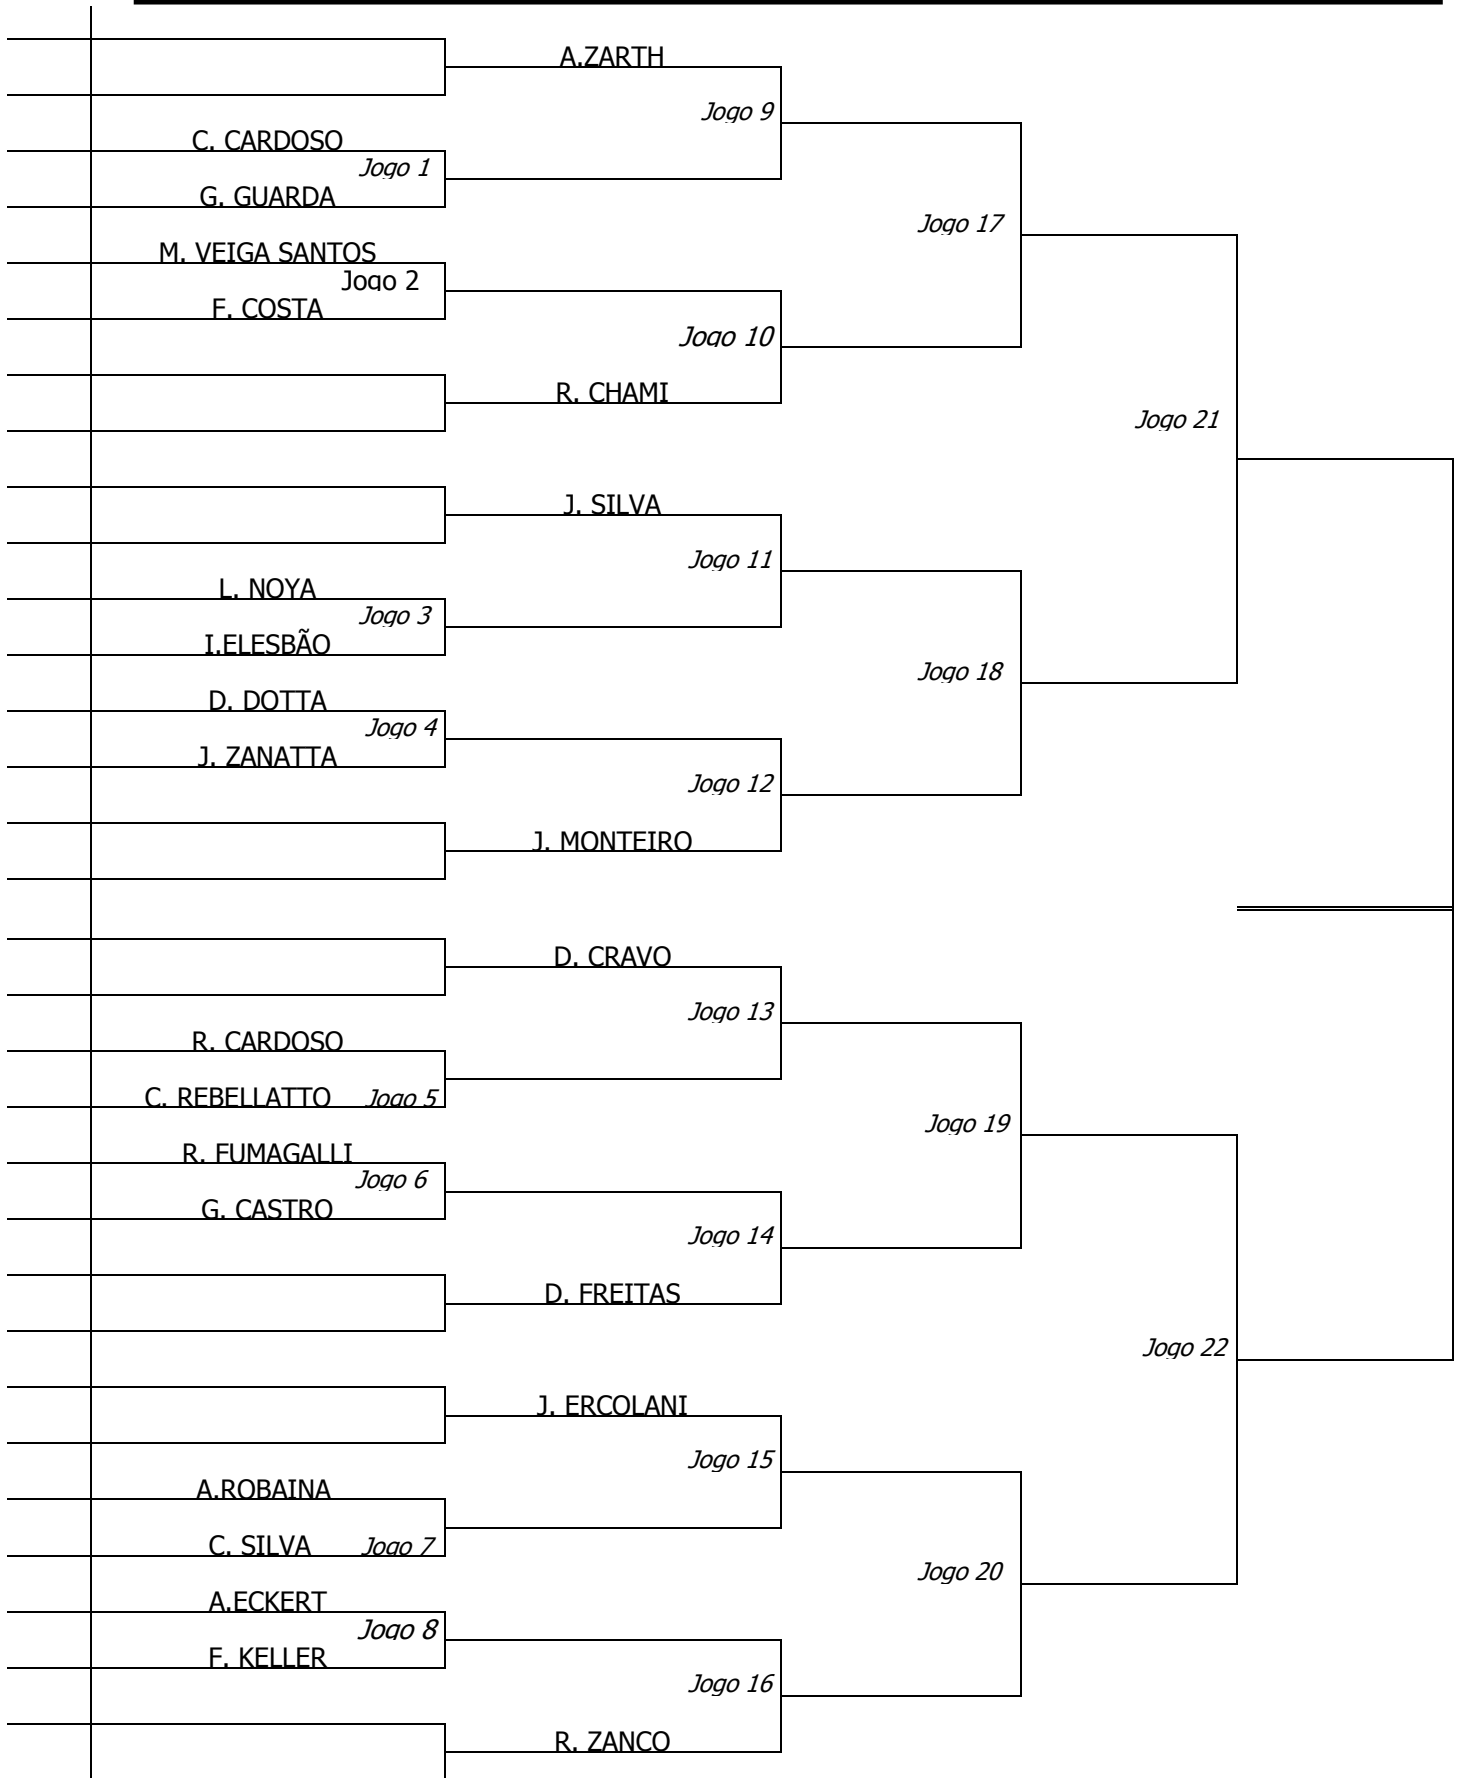 A.ZARTH
Jogo 9
C. CARDOSO
Jogo 1
G. GUARDA
Jogo 17
M. VEIGA SANTOS
Jogo 2
F. COSTA
Jogo 10
R. CHAMI
Jogo 21
J. SILVA
Jogo 11
L. NOYA
Jogo 3
I.ELESBÃO
Jogo 18
D. DOTTA
Jogo 4
J. ZANATTA
Jogo 12
J. MONTEIRO
D. CRAVO
Jogo 13
R. CARDOSO
C. REBELLATTO Jogo 5
Jogo 19
R. FUMAGALLI
Jogo 6
G. CASTRO
Jogo 14
D. FREITAS
Jogo 22
J. ERCOLANI
Jogo 15
A.ROBAINA
C. SILVA Jogo 7
Jogo 20
A.ECKERT
Jogo 8
F. KELLER
Jogo 16
R. ZANCO